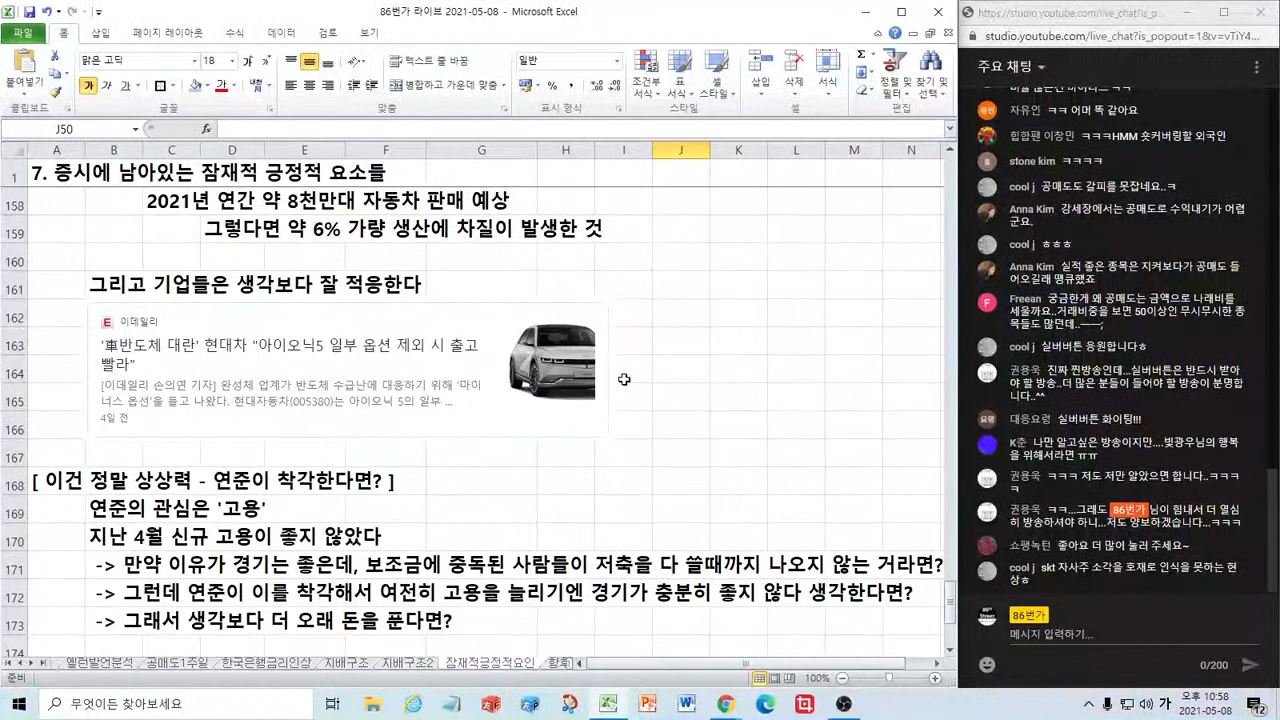 86번가 라이브 2021-05-08 - Microsoft Excel
파일 홈 삽입 페이지 레이아웃 수식 데이터 검토 보기
붙여넣기
클립보드
맑은 고딕 18
가 가 가
글꼴
텍스트 줄 바꿈
병합하고 가운데 맞춤
맞춤
일반
표시 형식
조건부 서식 표 서식 셀 스타일
스타일
삽입 삭제 서식
셀
정렬 및 필터 찾기 및 선택
편집
J50 fx
A B C D E F G H I J K L M N
1 7. 증시에 남아있는 잠재적 긍정적 요소들
158 2021년 연간 약 8천만대 자동차 판매 예상
159 그렇다면 약 6% 가량 생산에 차질이 발생한 것
160
161 그리고 기업들은 생각보다 잘 적응한다
162 E 이데일리
163 '車반도체 대란' 현대차 "아이오닉5 일부 옵션 제외 시 출고
164 빨라"
[이데일리 손의연 기자] 완성체 업계가 반도체 수급난에 대응하기 위해 '마이
165 너스 옵션'을 들고 나왔다. 현대자동차(005380)는 아이오닉 5의 일부 ...
166 4일 전
167
168 [ 이건 정말 상상력 - 연준이 착각한다면? ]
169 연준의 관심은 '고용'
170 지난 4월 신규 고용이 좋지 않았다
171 -> 만약 이유가 경기는 좋은데, 보조금에 중독된 사람들이 저축을 다 쓸때까지 나오지 않는 거라면?
172 -> 그런데 연준이 이를 착각해서 여전히 고용을 늘리기엔 경기가 충분히 좋지 않다 생각한다면?
173 -> 그래서 생각보다 더 오래 돈을 푼다면?
174
옐런발언분석 공매도1주일 한국은행금리인상 지배구조 지배구조2 잠재적긍정적요인 향후
준비 100%
무엇이든 찾아보세요
https://studio.youtube.com/live_chat?is_p...
studio.youtube.com/live_chat?is_popout=1&v=vTiY4...
주요 채팅
자유인 ㅋㅋ 어머 똑 같아요
힙합팬 이창민 ㅋㅋㅋHMM 숏커버링할 외국인
stone kim ㅋㅋㅋㅋ
cool j 공매도도 갈피를 못잡네요..ㅋ
Anna Kim 강세장에서는 공매도로 수익내기가 어렵
군요.
cool j ㅎㅎㅎ
Anna Kim 실적 좋은 종목은 지켜보다가 공매도 들
어오길래 땡큐했죠
Freean 궁금한게 왜 공매도는 금액으로 나래비를
세울까요..거래비중을 보면 50이상인 무시무시한 종
목들도 많던데..ㅡㅡ;
cool j 실버버튼 응원합니다ㅎ
권용욱 진짜 찐방송인데...실버버튼은 반드시 받아
야 할 방송..더 많은 분들이 들어야 할 방송이 분명합
니다..^^
대응요령 실버버튼 화이팅!!!
K준 나만 알고싶은 방송이지만...빛광우님의 행복
을 위해서라면 ㅠㅠ
권용욱 ㅋㅋㅋ 저도 저만 알았으면 합니다..ㅋㅋㅋ
ㅋ
권용욱 ㅋㅋ...그래도 86번가님이 힘내서 더 열심
히 방송하셔야 하니...저도 양보하겠습니다...ㅋㅋㅋ
쇼팽녹턴 좋아요 더 많이 눌러 주세요~
cool j skt 자사주 소각을 호재로 인식을 못하는 현
상ㅎ
86번가
메시지 입력하기...
0/200
오후 10:58
2021-05-08
12